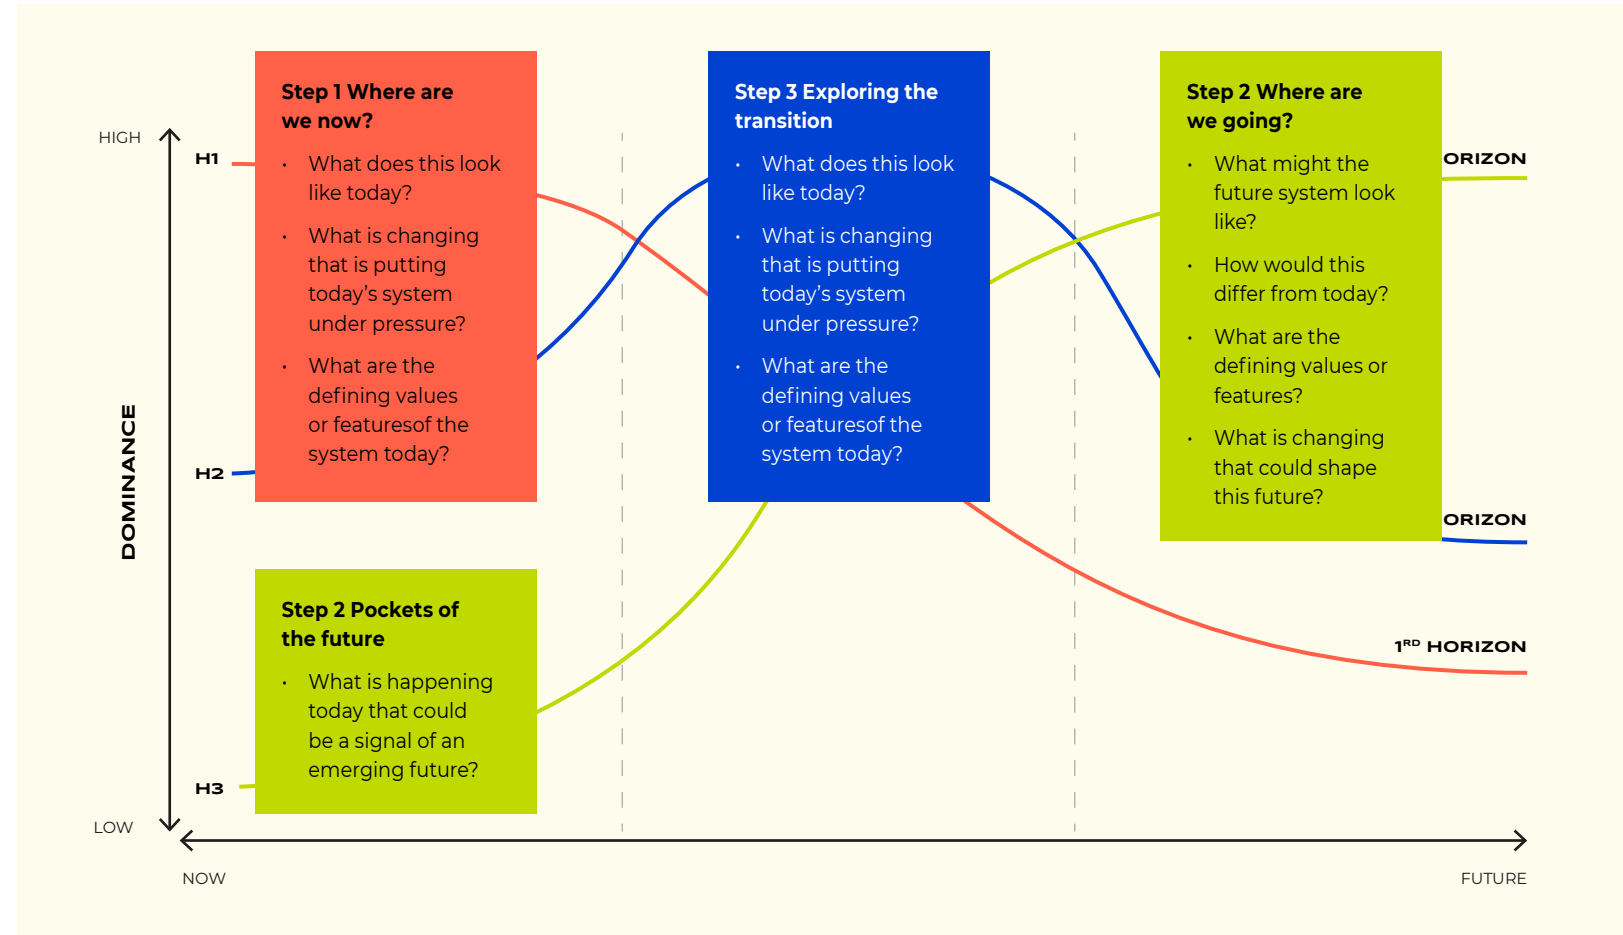 HIGH
DOMINANCE
LOW
H1
H2
H3
Step 1 Where are
we now?
• What does this look
like today?
• What is changing
that is putting
today’s system
under pressure?
• What are the
defining values
or featuresof the
system today?
Step 2 Pockets of
the future
• What is happening
today that could
be a signal of an
emerging future?
Step 3 Exploring the
transition
• What does this look
like today?
• What is changing
that is putting
today’s system
under pressure?
• What are the
defining values
or featuresof the
system today?
Step 2 Where are
we going?
• What might the
future system look
like?
• How would this
differ from today?
• What are the
defining values or
features?
• What is changing
that could shape
this future?
ORIZON
ORIZON
1RD HORIZON
NOW
FUTURE